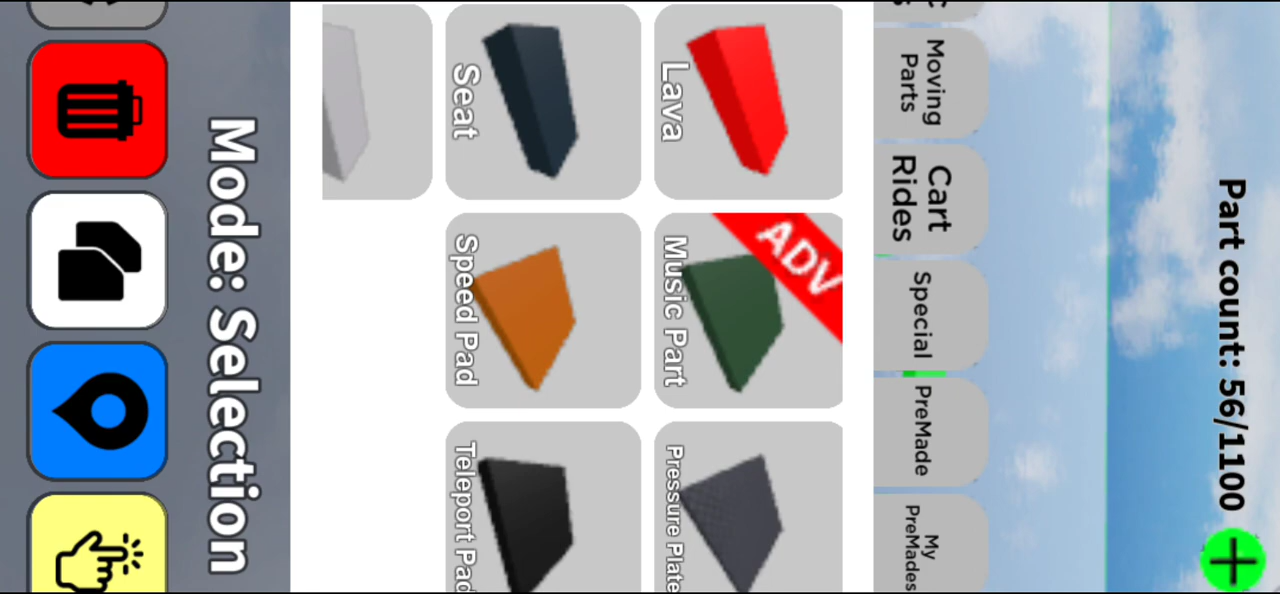 Part count: 56/1100
Moving
Parts
Cart
Rides
Special
PreMade
My
PreMades
Lava
ADV
Music Part
Pressure Plate
Seat
Speed Pad
Teleport Pad
Mode: Selection